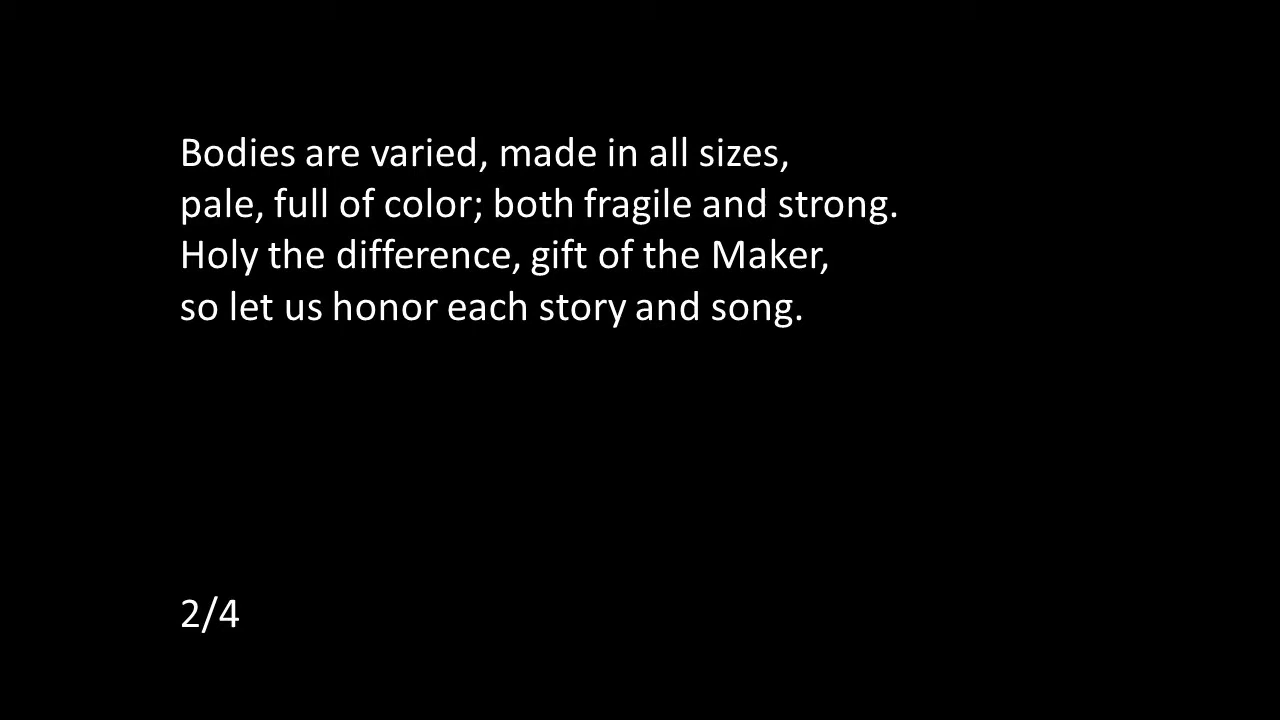 Bodies are varied, made in all sizes,
pale, full of color; both fragile and strong.
Holy the difference, gift of the Maker,
so let us honor each story and song.
2/4